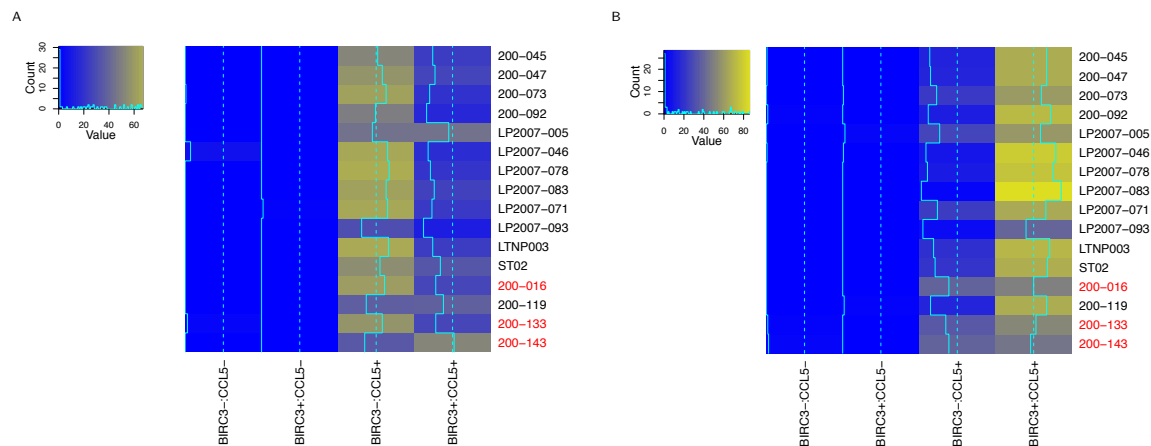 A
Count
0 10 20 30
0 20 40 60
Value
200−045
200−047
200−073
200−092
LP2007−005
LP2007−046
LP2007−078
LP2007−083
LP2007−071
LP2007−093
LTNP003
ST02
200−016
200−119
200−133
200−143
BIRC3−:CCL5−
BIRC3+:CCL5−
BIRC3−:CCL5+
BIRC3+:CCL5+
B
Count
0 10 20
0 20 40 60 80
Value
200−045
200−047
200−073
200−092
LP2007−005
LP2007−046
LP2007−078
LP2007−083
LP2007−071
LP2007−093
LTNP003
ST02
200−016
200−119
200−133
200−143
BIRC3−:CCL5−
BIRC3+:CCL5−
BIRC3−:CCL5+
BIRC3+:CCL5+